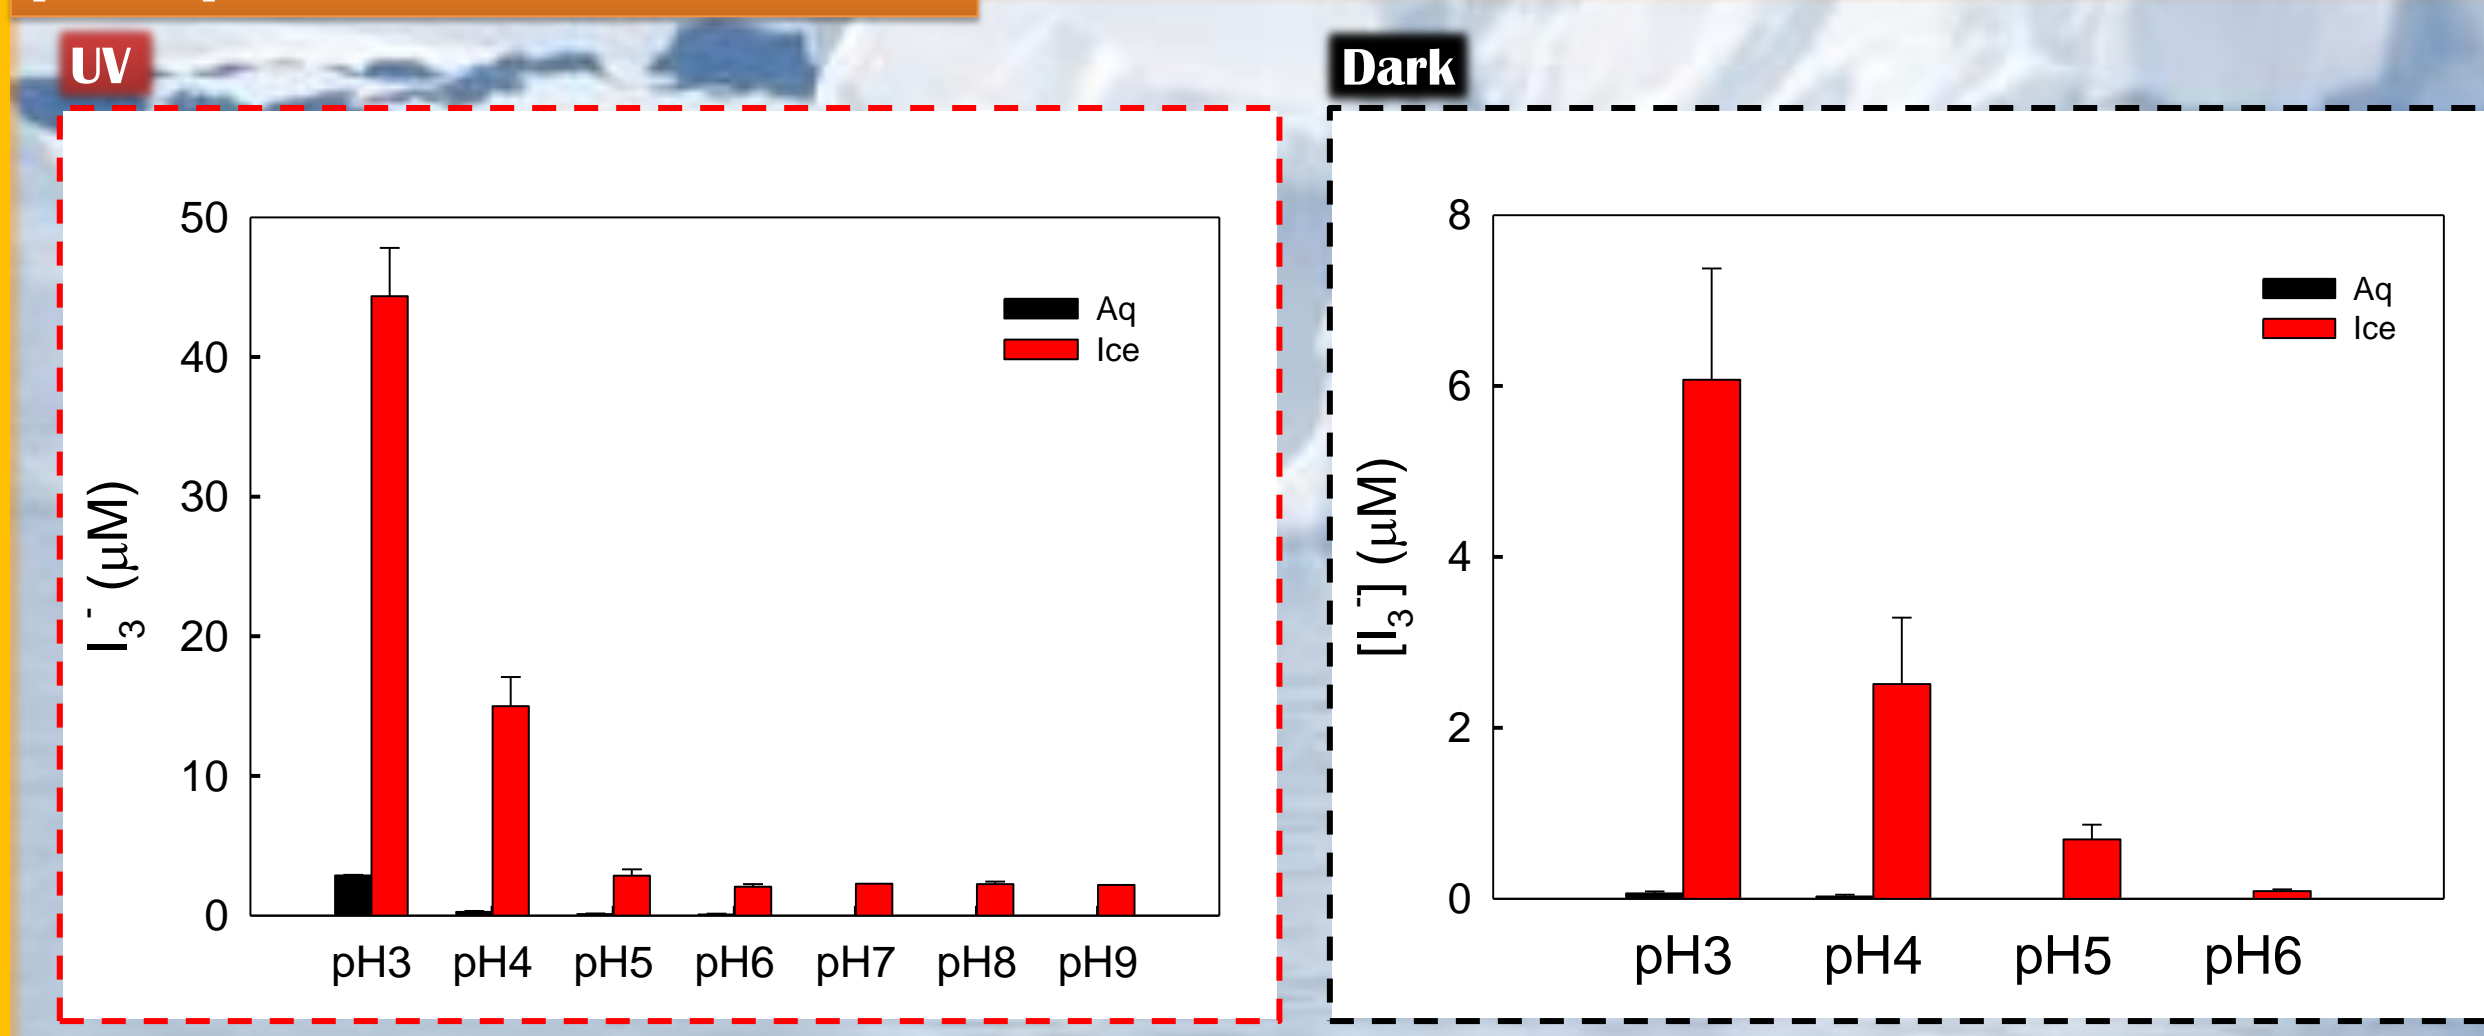 UV
Dark
50
40
30
20
10
0
I3- (μM)
Aq
Ice
pH3 pH4 pH5 pH6 pH7 pH8 pH9
8
6
4
2
0
[I3-] (μM)
Aq
Ice
pH3 pH4 pH5 pH6